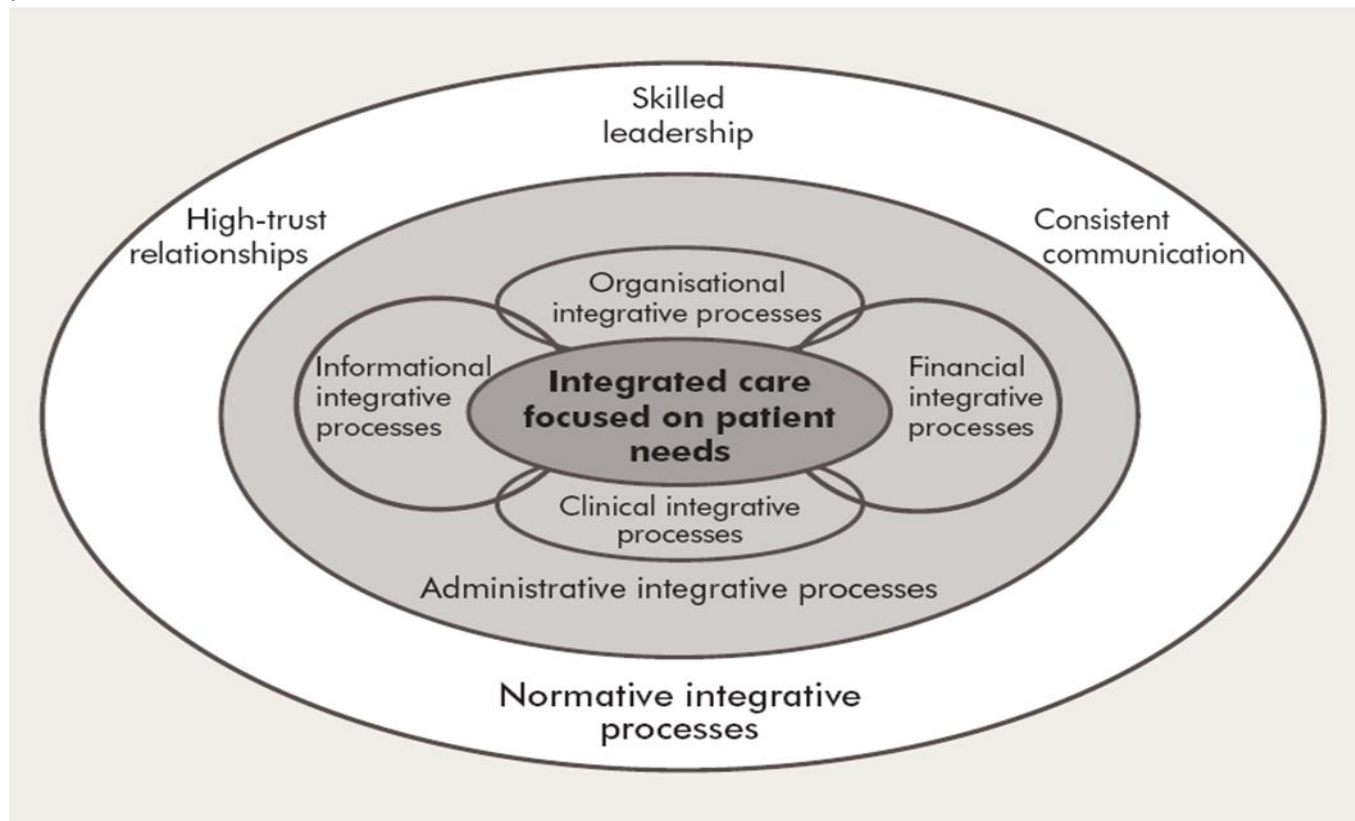 Skilled
leadership
High-trust
relationships
Consistent
communication
Organisational
integrative processes
Informational
integrative
processes
Integrated care
focused on patient
needs
Financial
integrative
processes
Clinical integrative
processes
Administrative integrative processes
Normative integrative
processes